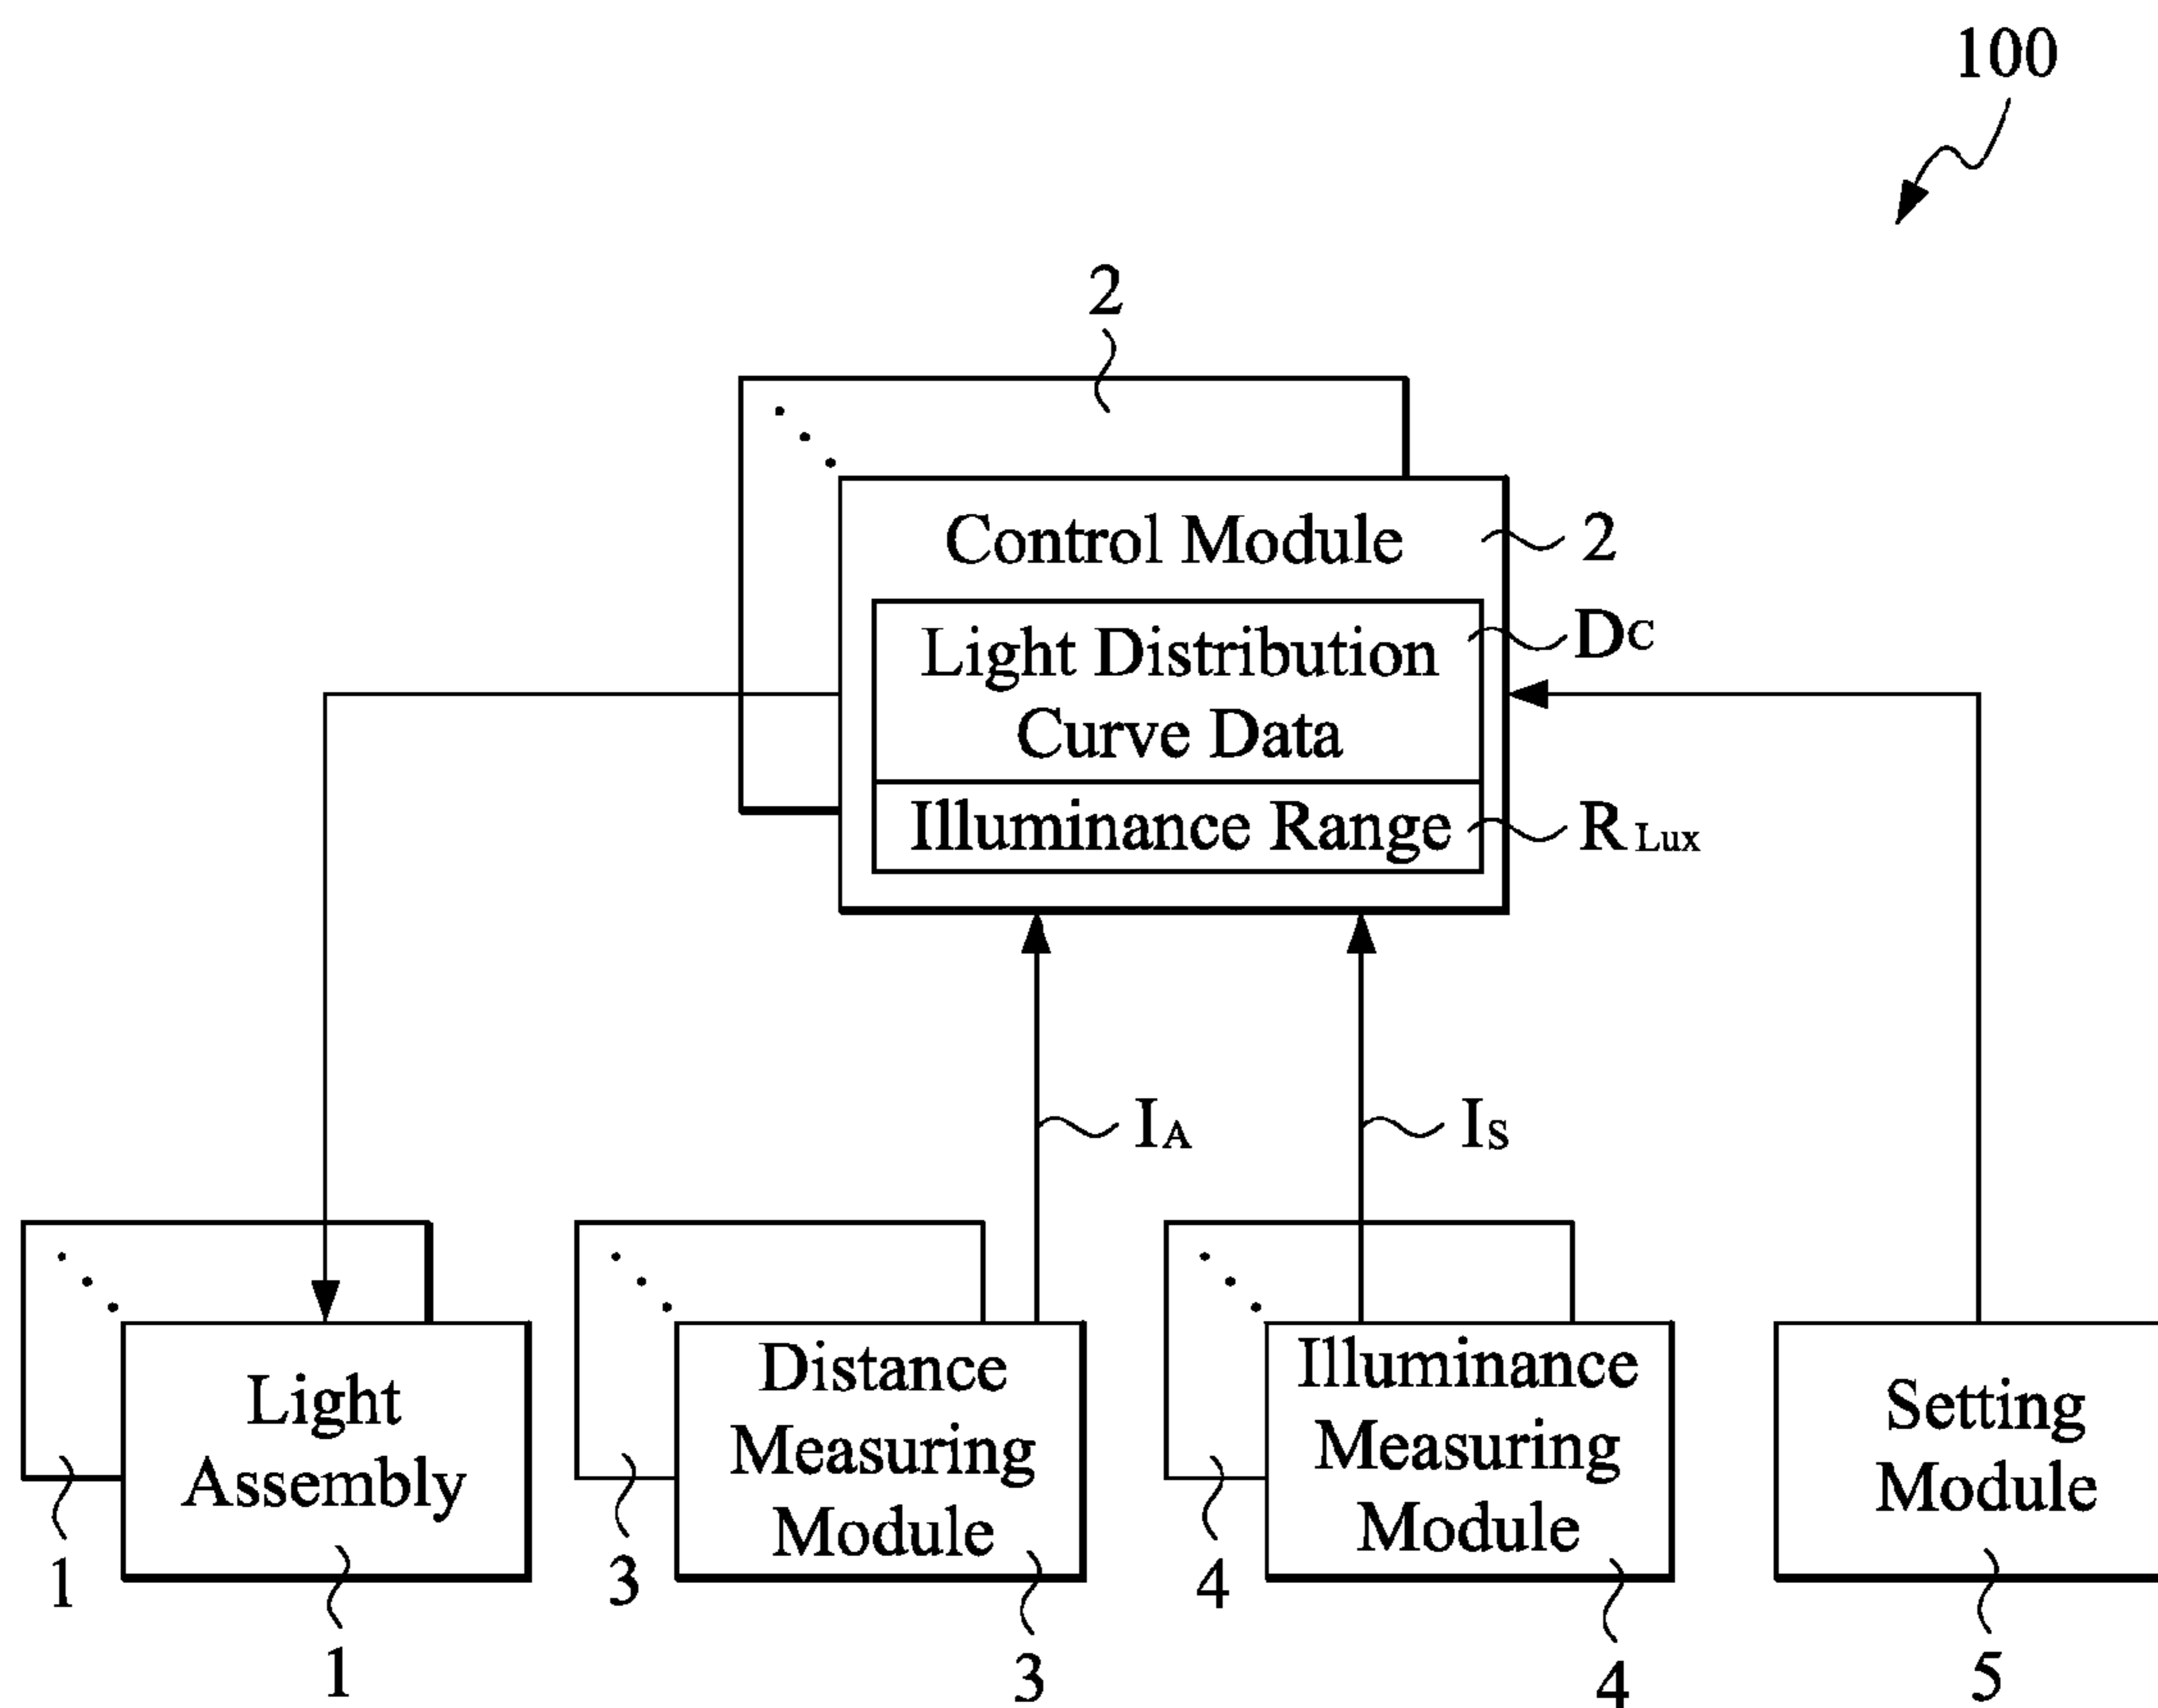 100
2
Control Module
2
Light Distribution
Curve Data
DC
Illuminance Range
R Lux
IA
IS
Light
Assembly
Distance
Measuring
Module
Illuminance
Measuring
Module
Setting
Module
1
1
3
3
4
4
5